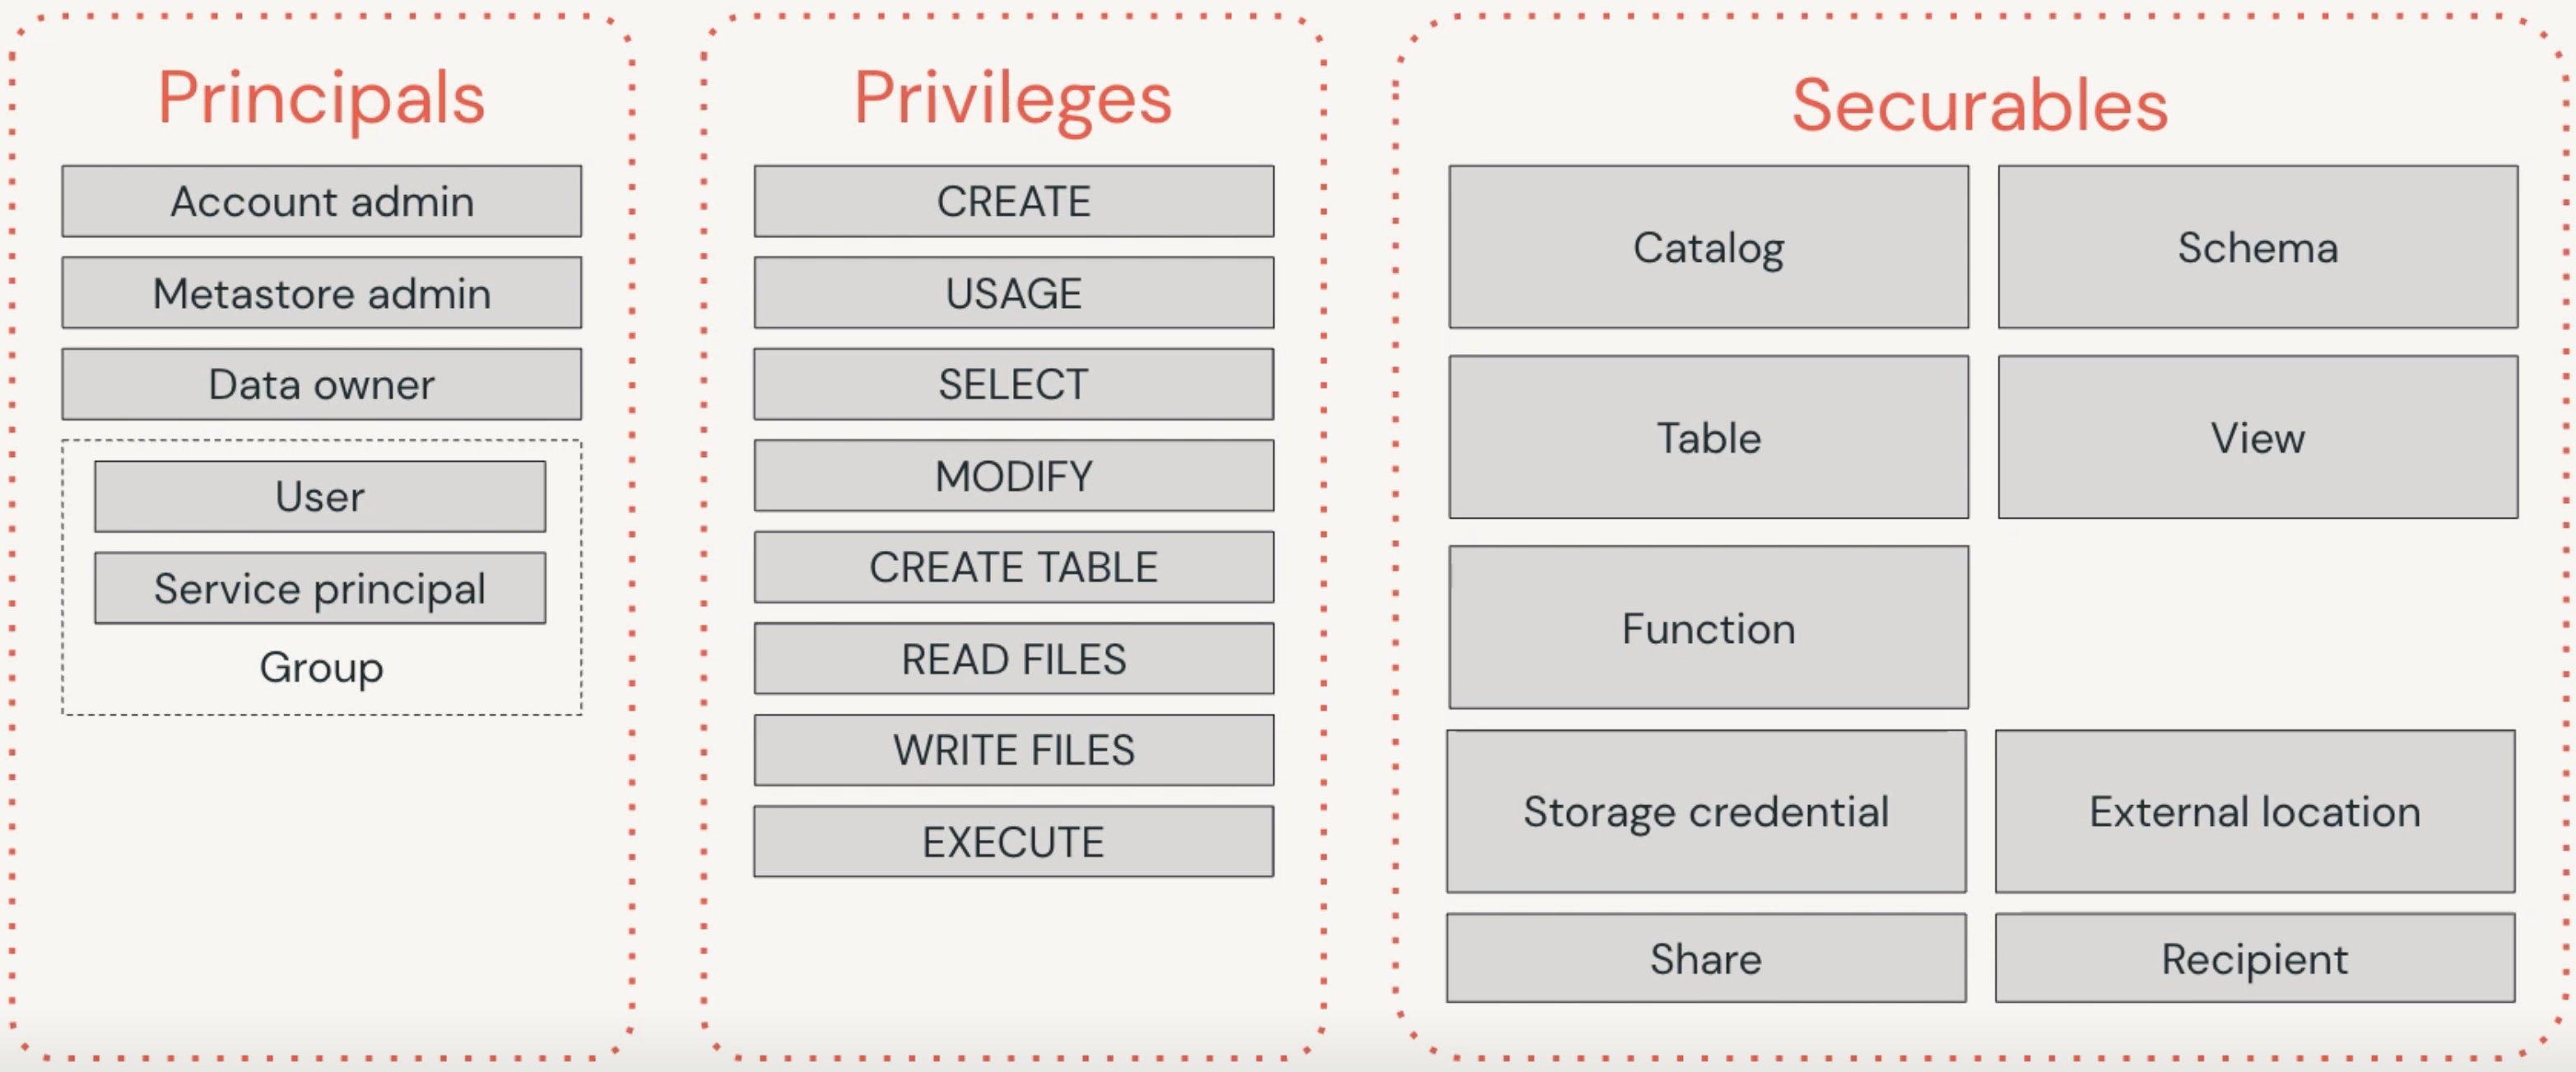 Principals
Account admin
Metastore admin
Data owner
User
Service principal
Group
Privileges
CREATE
USAGE
SELECT
MODIFY
CREATE TABLE
READ FILES
WRITE FILES
EXECUTE
Securables
Catalog
Schema
Table
View
Function
Storage credential
External location
Share
Recipient